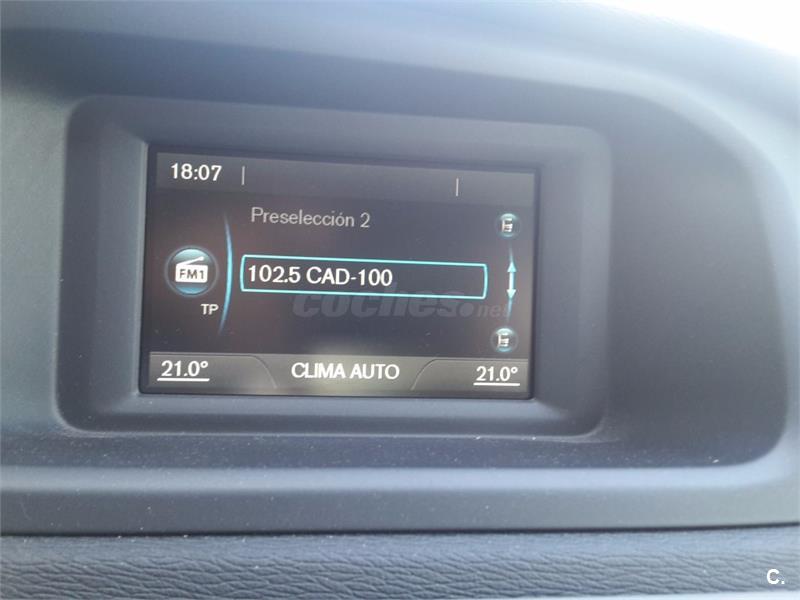 18:07
Preselección 2
FM1
102.5 CAD-100
TP
coches.net
21.0° CLIMA AUTO 21.0°
C.